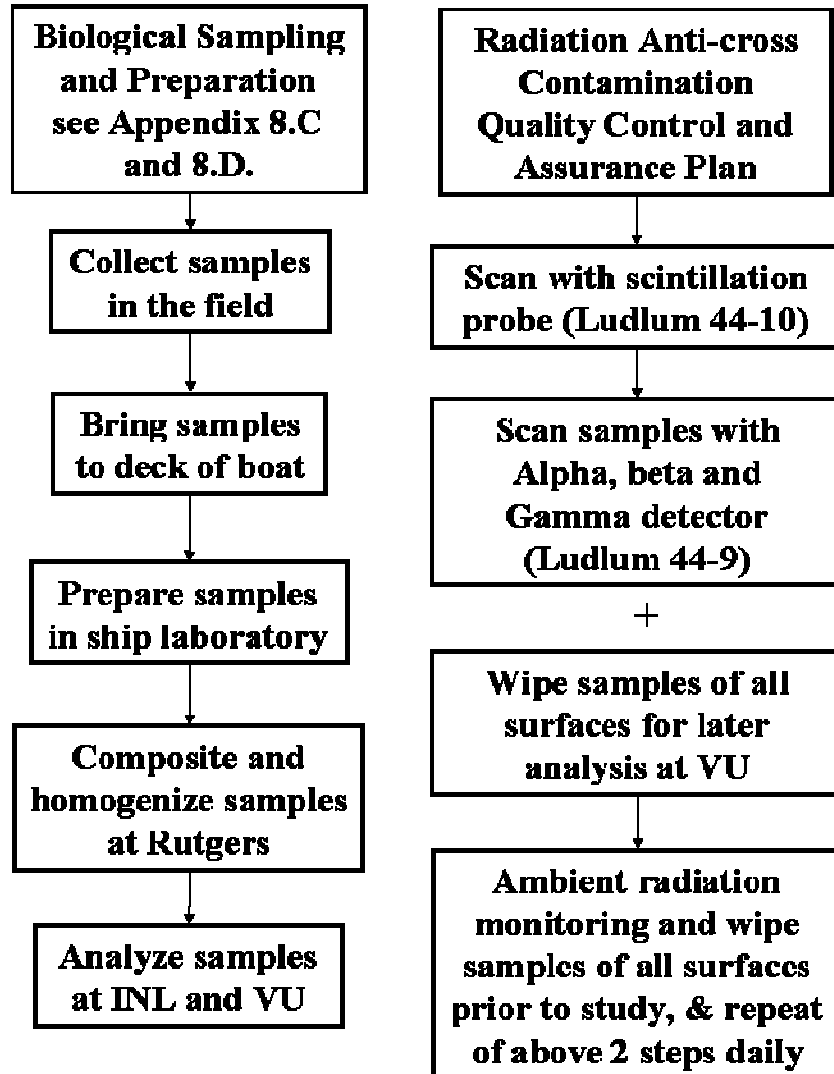 Biological Sampling
and Preparation
see Appendix 8.C
and 8.D.
Collect samples
in the field
Bring samples
to deck of boat
Prepare samples
in ship laboratory
Composite and
homogenize samples
at Rutgers
Analyze samples
at INL and VU
Radiation Anti-cross
Contamination
Quality Control and
Assurance Plan
Scan with scintillation
probe (Ludlum 44-10)
Scan samples with
Alpha, beta and
Gamma detector
(Ludlum 44-9)
+
Wipe samples of all
surfaces for later
analysis at VU
Ambient radiation
monitoring and wipe
samples of all surfaces
prior to study, & repeat
of above 2 steps daily